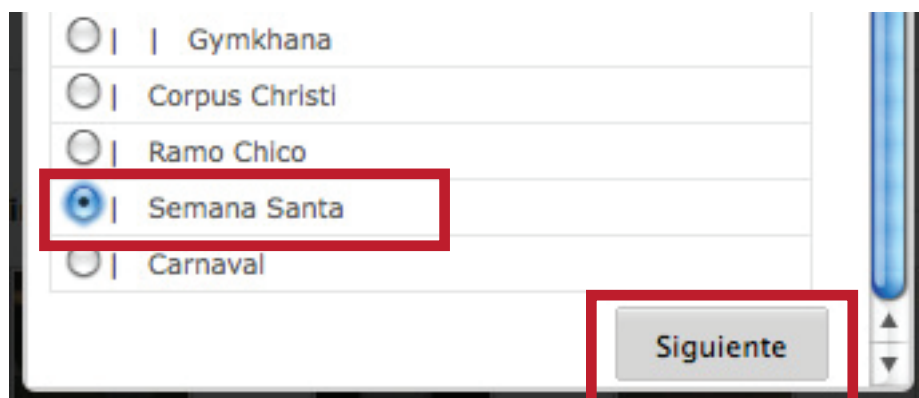 | | Gymkhana
| Corpus Christi
| Ramo Chico
| Semana Santa
| Carnaval
Siguiente